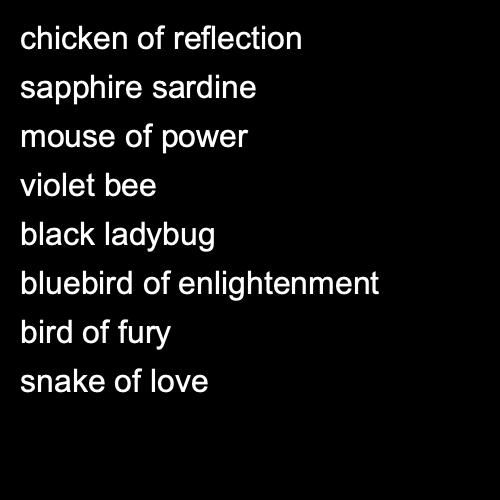 chicken of reflection
sapphire sardine
mouse of power
violet bee
black ladybug
bluebird of enlightenment
bird of fury
snake of love